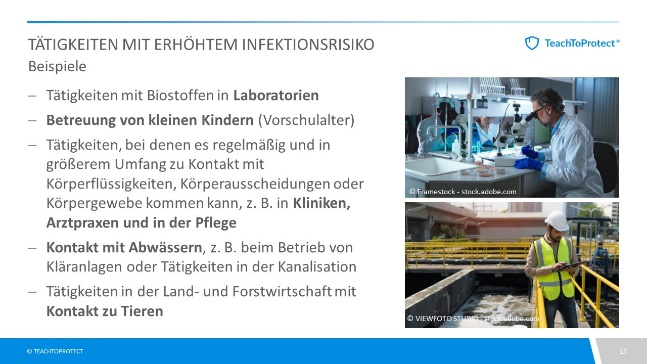 TÄTIGKEITEN MIT ERHÖHTEM INFEKTIONSRISIKO
TeachToProtect®
Beispiele
– Tätigkeiten mit Biostoffen in Laboratorien
– Betreuung von kleinen Kindern (Vorschulalter)
– Tätigkeiten, bei denen es regelmäßig und in
größerem Umfang zu Kontakt mit
Körperflüssigkeiten, Körperausscheidungen oder
Körpergewebe kommen kann, z. B. in Kliniken,
Arztpraxen und in der Pflege
– Kontakt mit Abwässern, z. B. beim Betrieb von
Kläranlagen oder Tätigkeiten in der Kanalisation
– Tätigkeiten in der Land- und Forstwirtschaft mit
Kontakt zu Tieren
© Framestock - stock.adobe.com
© VIEWFOTO STUDIO - stock.adobe.com
© TEACHTOPROTECT